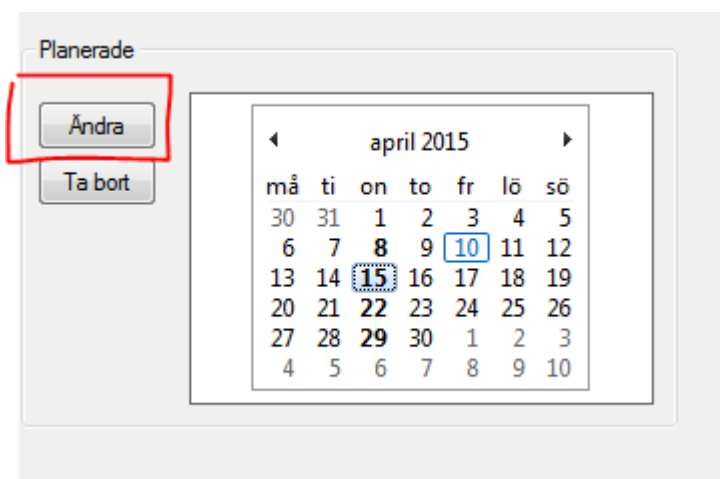 Planerade
Ändra
Ta bort
april 2015
må ti on to fr lö sö
30 31 1 2 3 4 5
6 7 8 9 10 11 12
13 14 15 16 17 18 19
20 21 22 23 24 25 26
27 28 29 30 1 2 3
4 5 6 7 8 9 10